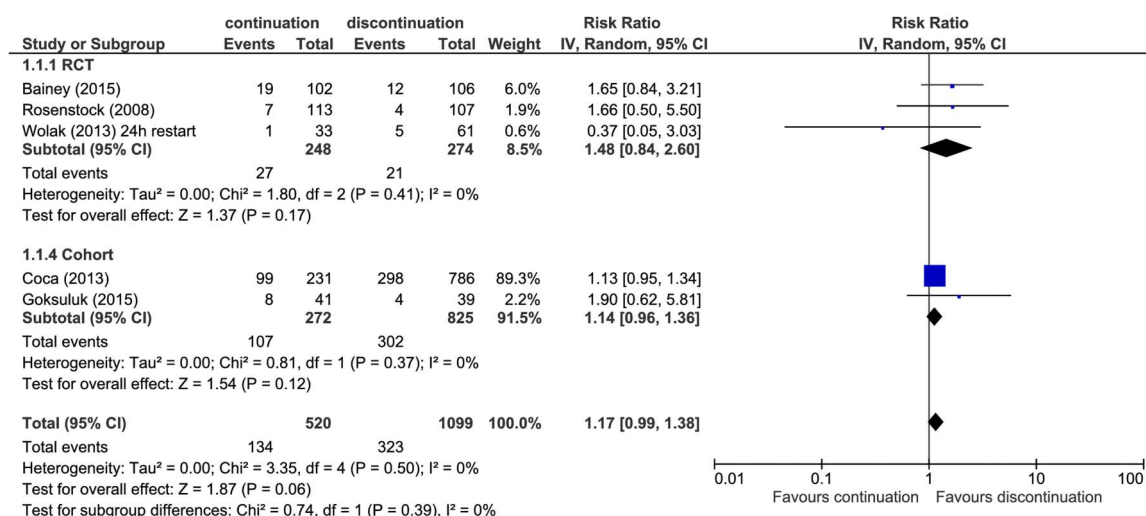 continuation discontinuation Risk Ratio Risk Ratio
Study or Subgroup Events Total Events Total Weight IV, Random, 95% CI IV, Random, 95% CI
1.1.1 RCT
Bainey (2015) 19 102 12 106 6.0% 1.65 [0.84, 3.21]
Rosenstock (2008) 7 113 4 107 1.9% 1.66 [0.50, 5.50]
Wolak (2013) 24h restart 1 33 5 61 0.6% 0.37 [0.05, 3.03]
Subtotal (95% CI) 248 274 8.5% 1.48 [0.84, 2.60]
Total events 27 21
Heterogeneity: Tau² = 0.00; Chi² = 1.80, df = 2 (P = 0.41); I² = 0%
Test for overall effect: Z = 1.37 (P = 0.17)
1.1.4 Cohort
Coca (2013) 99 231 298 786 89.3% 1.13 [0.95, 1.34]
Goksuluk (2015) 8 41 4 39 2.2% 1.90 [0.62, 5.81]
Subtotal (95% CI) 272 825 91.5% 1.14 [0.96, 1.36]
Total events 107 302
Heterogeneity: Tau² = 0.00; Chi² = 0.81, df = 1 (P = 0.37); I² = 0%
Test for overall effect: Z = 1.54 (P = 0.12)
Total (95% CI) 520 1099 100.0% 1.17 [0.99, 1.38]
Total events 134 323
Heterogeneity: Tau² = 0.00; Chi² = 3.35, df = 4 (P = 0.50); I² = 0%
Test for overall effect: Z = 1.87 (P = 0.06)
Test for subgroup differences: Chi² = 0.74, df = 1 (P = 0.39), I² = 0%
0.01 0.1 1 10 100
Favours continuation Favours discontinuation